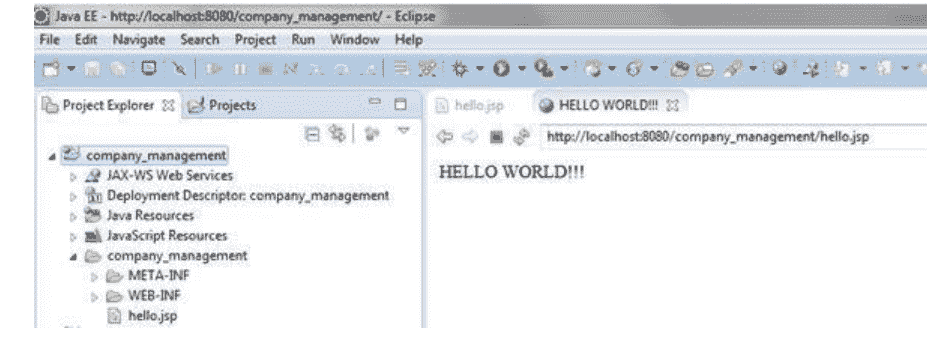 Java EE - http://localhost:8080/company_management/ - Eclipse
File Edit Navigate Search Project Run Window Help
Project Explorer Projects
hello.jsp HELLO WORLD!!!
http://localhost:8080/company_management/hello.jsp
company_management
HELLO WORLD!!!
JAX-WS Web Services
Deployment Descriptor: company_management
Java Resources
JavaScript Resources
company_management
META-INF
WEB-INF
hello.jsp